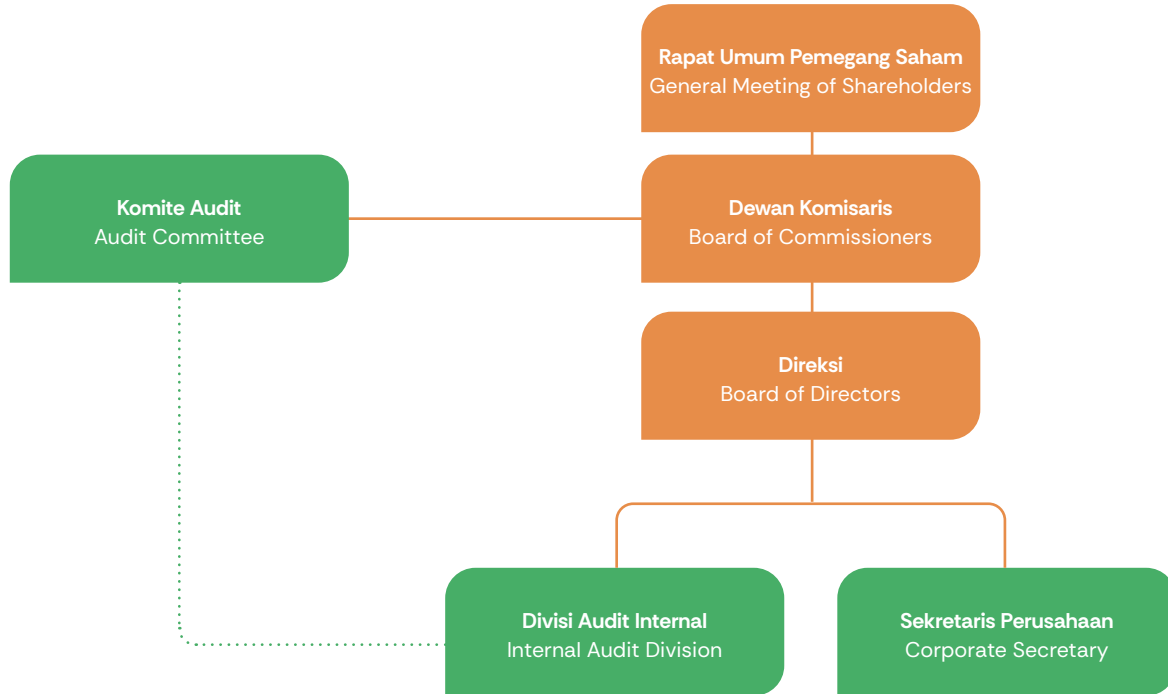 Rapat Umum Pemegang Saham
General Meeting of Shareholders
Komite Audit
Audit Committee
Dewan Komisaris
Board of Commissioners
Direksi
Board of Directors
Divisi Audit Internal
Internal Audit Division
Sekretaris Perusahaan
Corporate Secretary